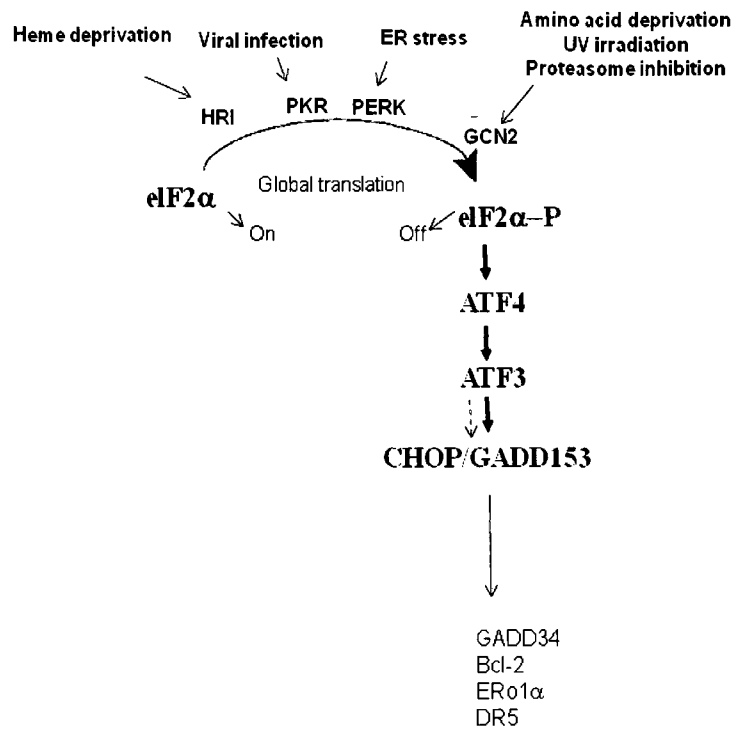 Heme deprivation
Viral infection
ER stress
Amino acid deprivation
UV irradiation
Proteasome inhibition
HRI
PKR
PERK
GCN2
eIF2α
Global translation
eIF2α–P
On
Off
ATF4
ATF3
CHOP/GADD153
GADD34
Bcl-2
ERo1α
DR5